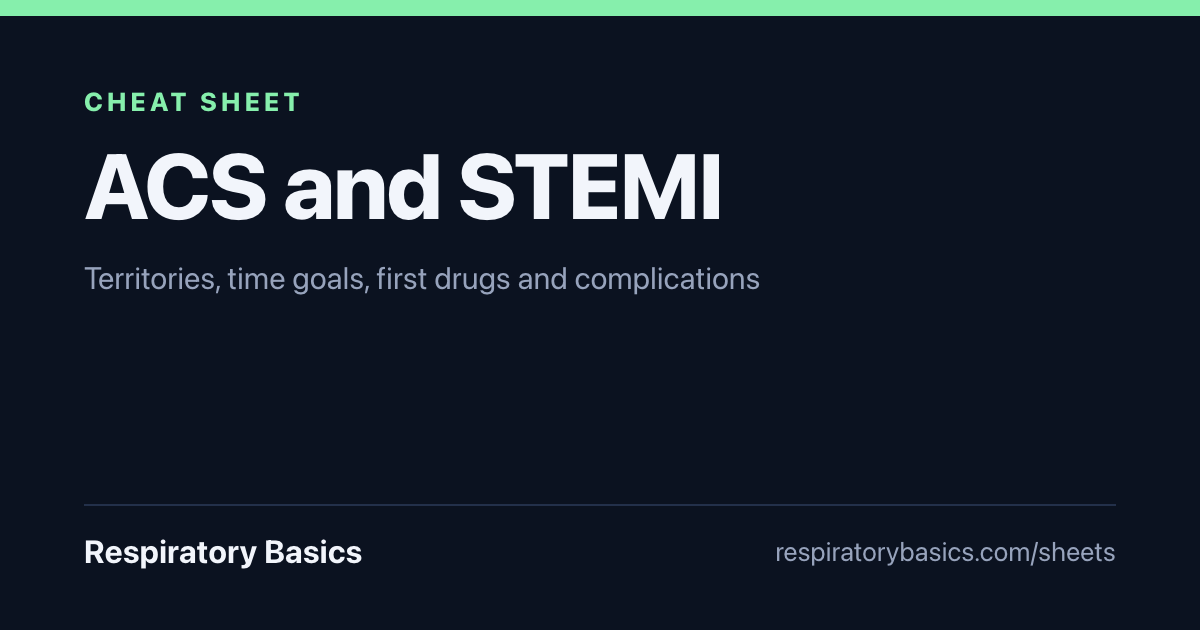 CHEAT SHEET
ACS and STEMI
Territories, time goals, first drugs and complications
Respiratory Basics
respiratorybasics.com/sheets